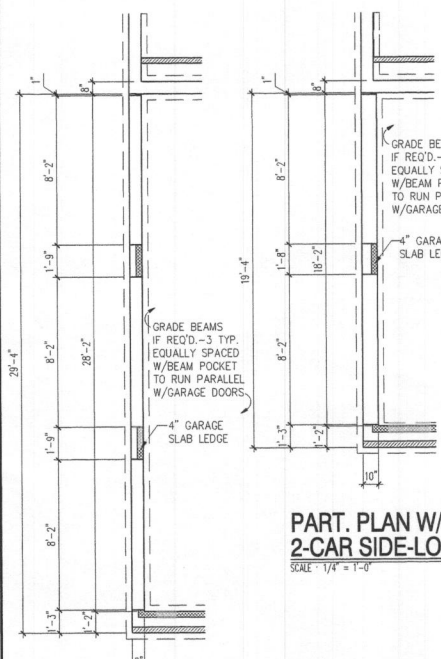 1"
8"
8'-2"
1'-9"
8'-2"
28'-2"
29'-4"
1'-9"
8'-2"
1'-3"
1'-2"
GRADE BEAMS
IF REQ'D.-3 TYP.
EQUALLY SPACED
W/BEAM POCKET
TO RUN PARALLEL
W/GARAGE DOORS
4" GARAGE
SLAB LEDGE
1"
8"
8'-2"
1'-8"
18'-2"
19'-4"
8'-2"
1'-3"
1'-2"
10"
GRADE BE
IF REQ'D.-
EQUALLY
W/BEAM P
TO RUN P
W/GARAGE
4" GARA
SLAB LE
PART. PLAN W/
2-CAR SIDE-LO
SCALE : 1/4" = 1'-0"